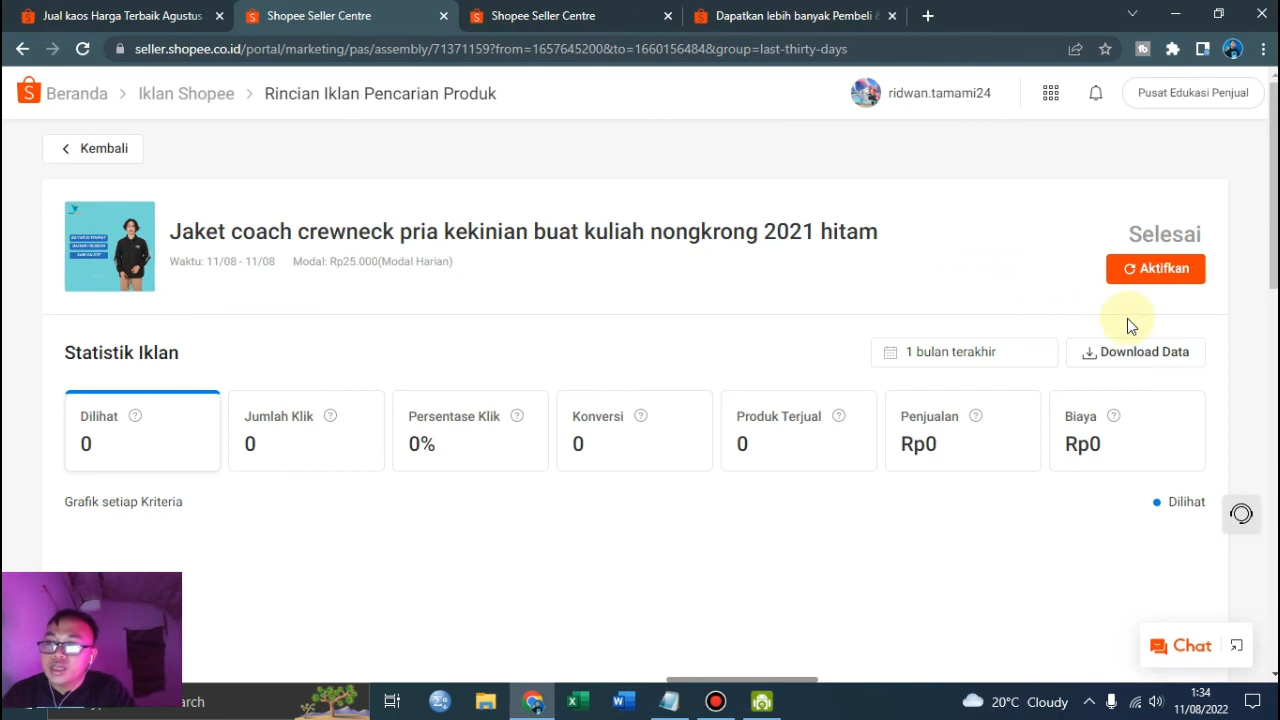 Jual kaos Harga Terbaik Agustus
Shopee Seller Centre
Shopee Seller Centre
Dapatkan lebih banyak Pembeli
seller.shopee.co.id/portal/marketing/pas/assembly/71371159?from=1657645200&to=1660156484&group=last-thirty-days
Beranda > Iklan Shopee > Rincian Iklan Pencarian Produk
ridwan.tamami24
Pusat Edukasi Penjual
Kembali
Jaket coach crewneck pria kekinian buat kuliah nongkrong 2021 hitam
Waktu: 11/08 - 11/08 Modal: Rp25.000(Modal Harian)
Selesai
Aktifkan
Statistik Iklan
1 bulan terakhir
Download Data
Dilihat
0
Jumlah Klik
0
Persentase Klik
0%
Konversi
0
Produk Terjual
0
Penjualan
Rp0
Biaya
Rp0
Grafik setiap Kriteria
Dilihat
Chat
arch
20°C Cloudy
1:34
11/08/2022